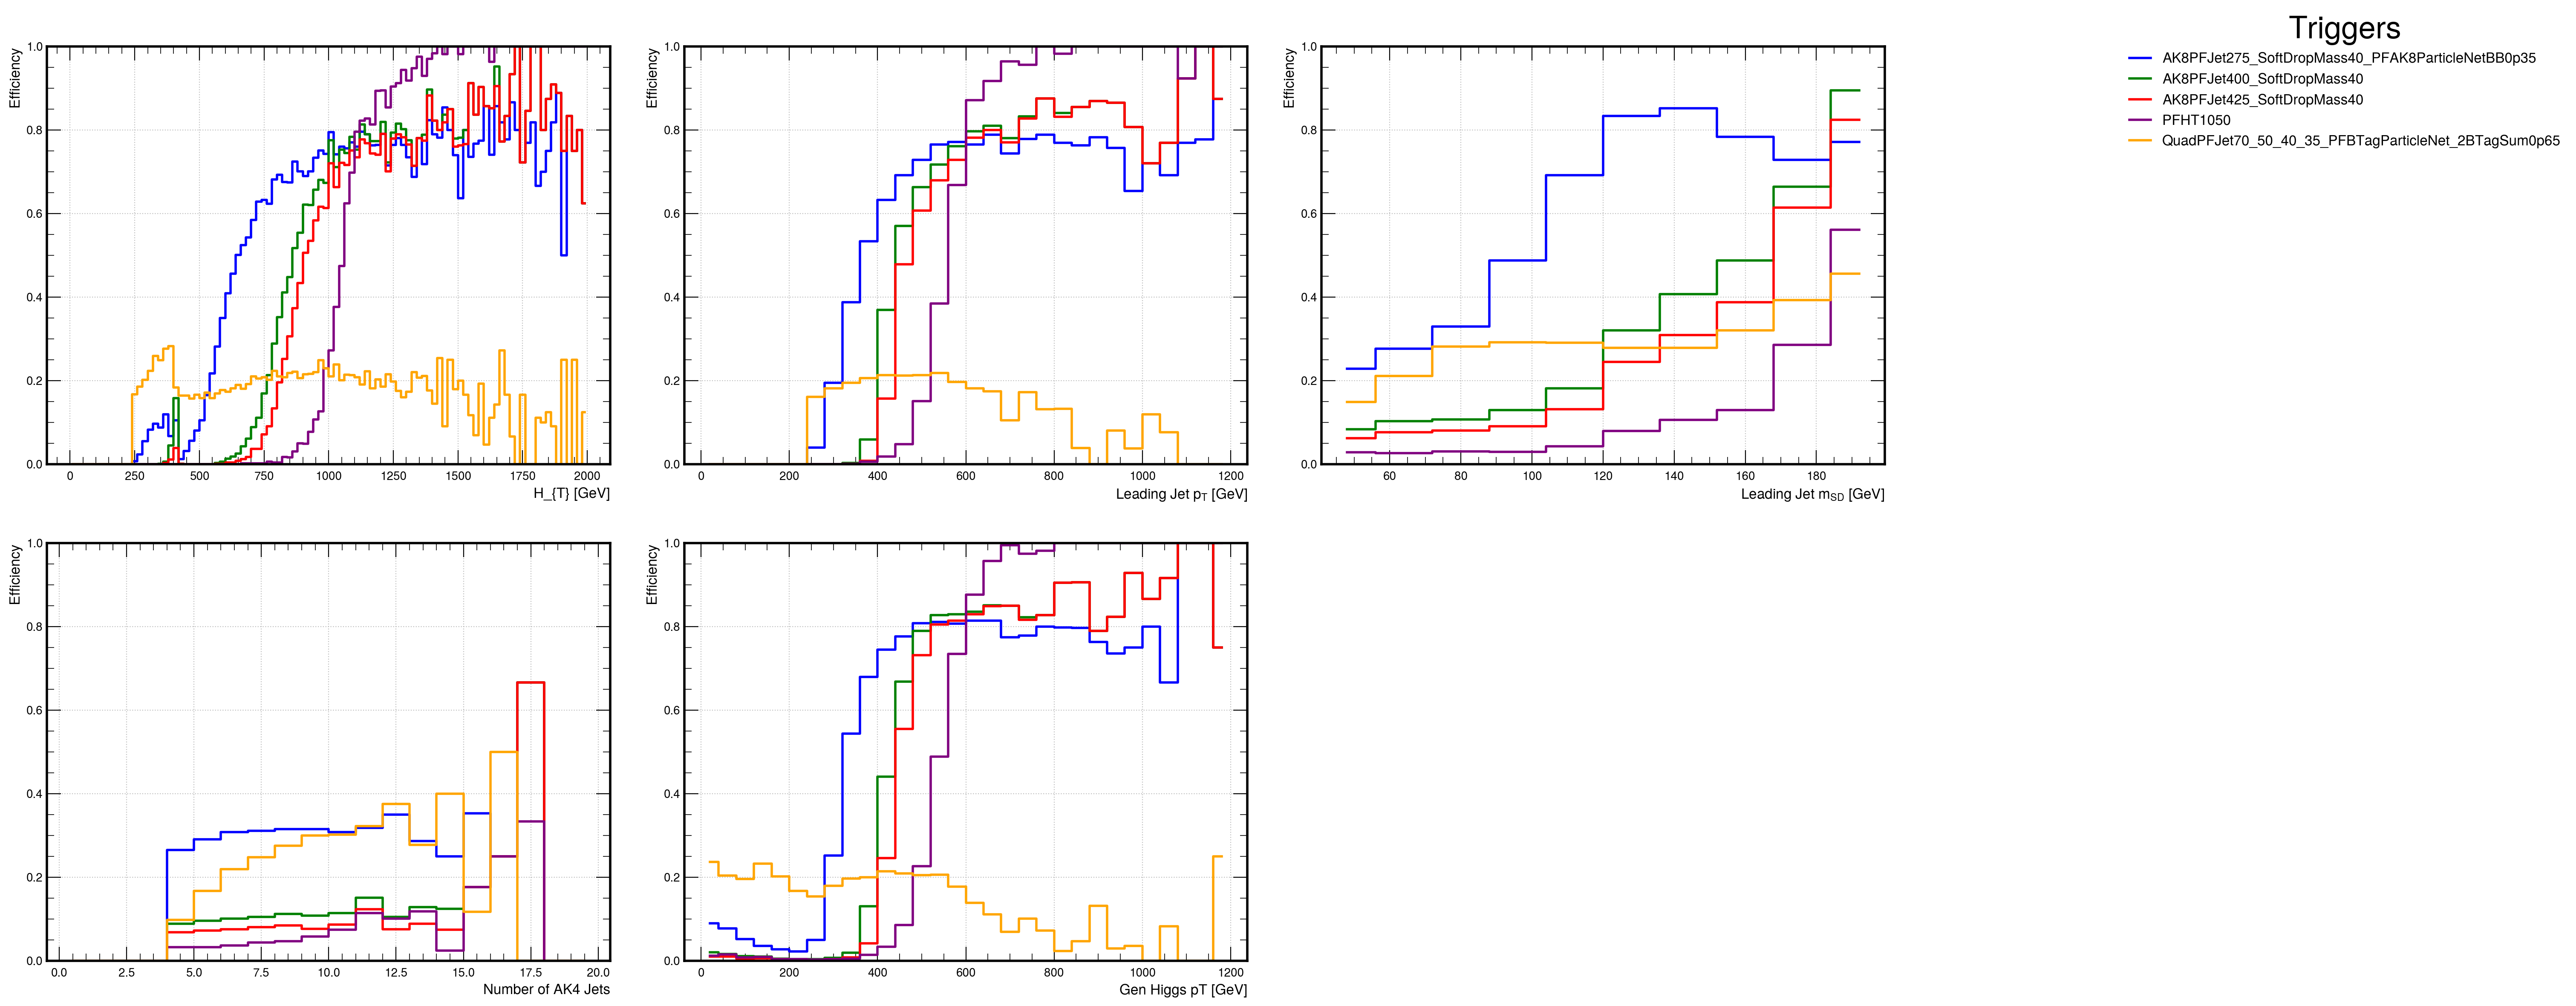 Triggers
AK8PFJet275_SoftDropMass40_PFAK8ParticleNetBB0p35
AK8PFJet400_SoftDropMass40
AK8PFJet425_SoftDropMass40
PFHT1050
QuadPFJet70_50_40_35_PFBTagParticleNet_2BTagSum0p65
Efficiency
1.0
0.8
0.6
0.4
0.2
0.0
0 250 500 750 1000 1250 1500 1750 2000
H_{T} [GeV]
Efficiency
1.0
0.8
0.6
0.4
0.2
0.0
0 200 400 600 800 1000 1200
Leading Jet pT [GeV]
Efficiency
1.0
0.8
0.6
0.4
0.2
0.0
60 80 100 120 140 160 180
Leading Jet mSD [GeV]
Efficiency
1.0
0.8
0.6
0.4
0.2
0.0
0.0 2.5 5.0 7.5 10.0 12.5 15.0 17.5 20.0
Number of AK4 Jets
Efficiency
1.0
0.8
0.6
0.4
0.2
0.0
0 200 400 600 800 1000 1200
Gen Higgs pT [GeV]